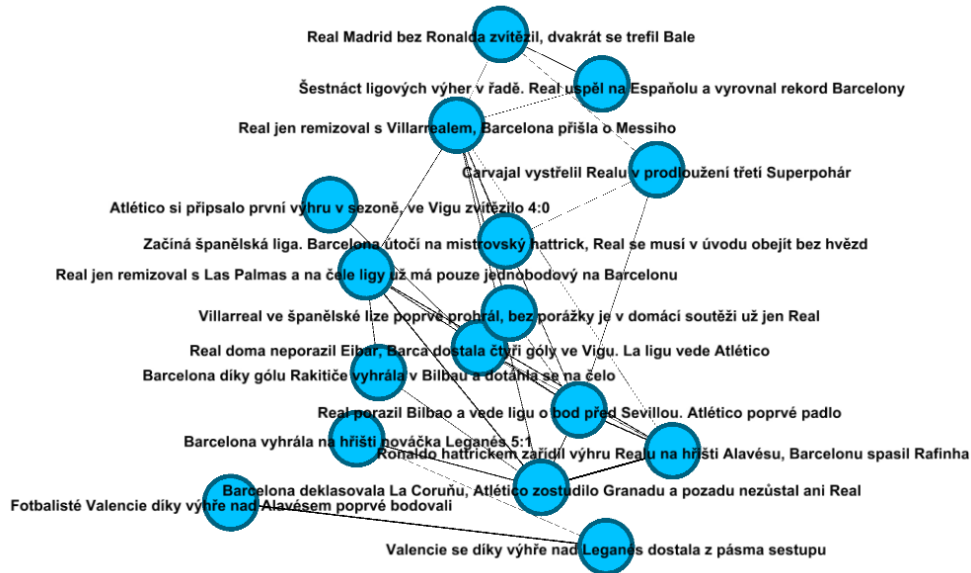 Real Madrid bez Ronalda zvítězil, dvakrát se trefil Bale
Šestnáct ligových výher v řadě. Real uspěl na Espaňolu a vyrovnal rekord Barcelony
Real jen remizoval s Villarrealem, Barcelona přišla o Messiho
Carvajal vystřelil Realu v prodloužení třetí Superpohár
Atlético si připsalo první výhru v sezoně, ve Vigu zvítězilo 4:0
Začíná španělská liga. Barcelona útočí na mistrovský hattrick, Real se musí v úvodu obejít bez hvězd
Real jen remizoval s Las Palmas a na čele ligy už má pouze jednobodový na Barcelonu
Villarreal ve španělské lize poprvé prohrál, bez porážky je v domácí soutěži už jen Real
Real doma neporazil Eibar, Barca dostala čtyři góly ve Vigu. La ligu vede Atlético
Barcelona díky gólu Rakitiče vyhrála v Bilbau a dotáhla se na čelo
Real porazil Bilbao a vede ligu o bod před Sevillou. Atlético poprvé padlo
Barcelona vyhrála na hřišti nováčka Leganés 5:1
Ronaldo hattrickem zařídil výhru Realu na hřišti Alavésu, Barcelonu spasil Rafinha
Barcelona deklasovala La Coruňu, Atlético zostudilo Granadu a pozadu nezůstal ani Real
Fotbalisté Valencie díky výhře nad Alavésem poprvé bodovali
Valencie se díky výhře nad Leganés dostala z pásma sestupu